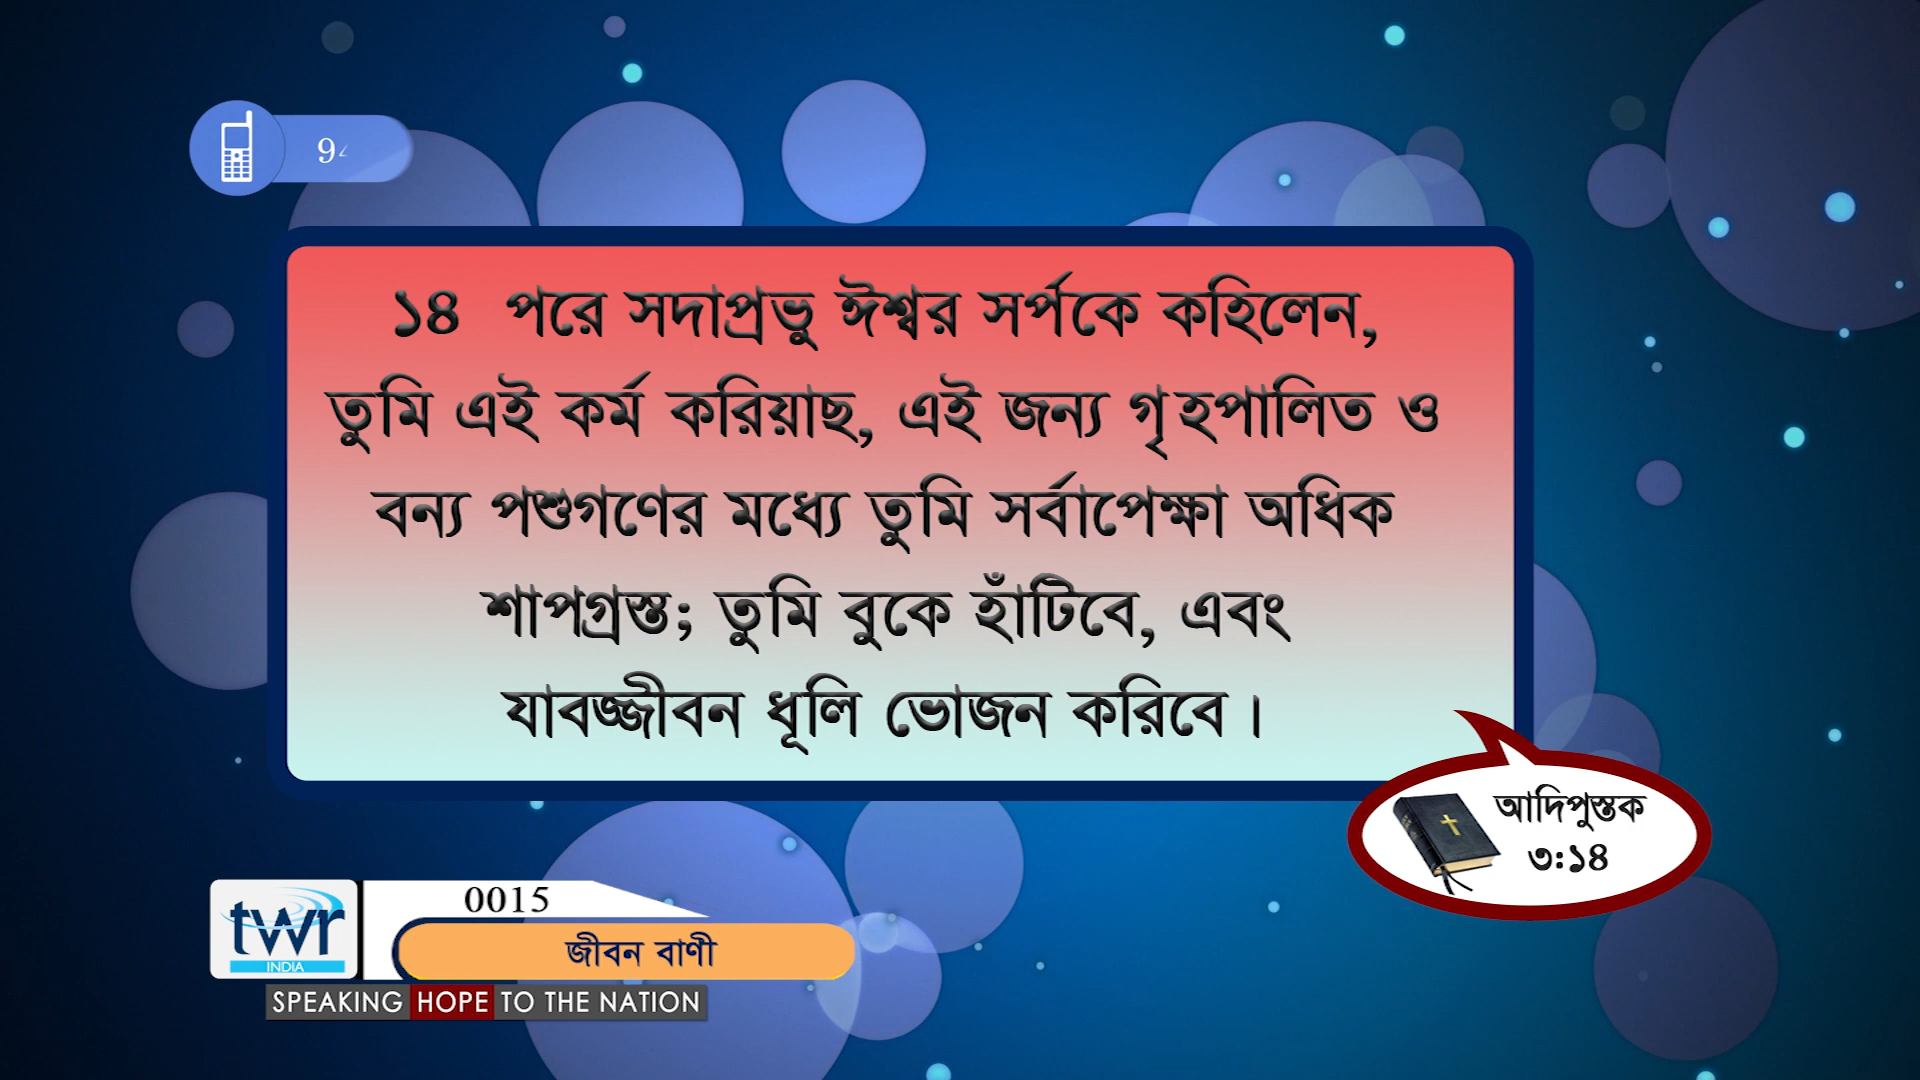 9
১৪ পরে সদাপ্রভু ঈশ্বর সর্পকে কহিলেন,
তুমি এই কর্ম করিয়াছ, এই জন্য গৃহপালিত ও
বন্য পশুগণের মধ্যে তুমি সর্বাপেক্ষা অধিক
শাপগ্রস্ত; তুমি বুকে হাঁটিবে, এবং
যাবজ্জীবন ধূলি ভোজন করিবে।
আদিপুস্তক
৩:১৪
0015
twr
INDIA
জীবন বাণী
SPEAKING HOPE TO THE NATION